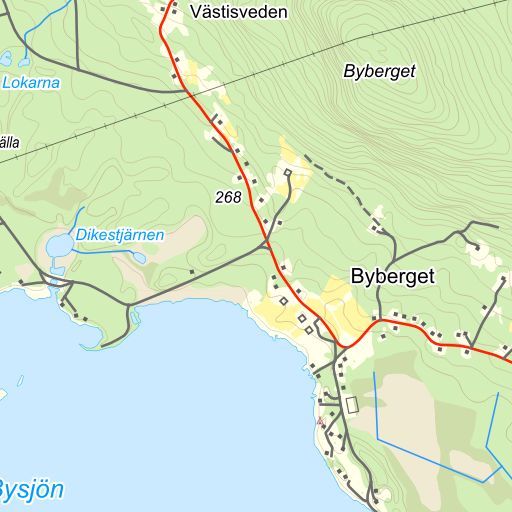 Västisveden
Byberget
Lokarna
älla
268
Dikestjärnen
Byberget
Bysjön